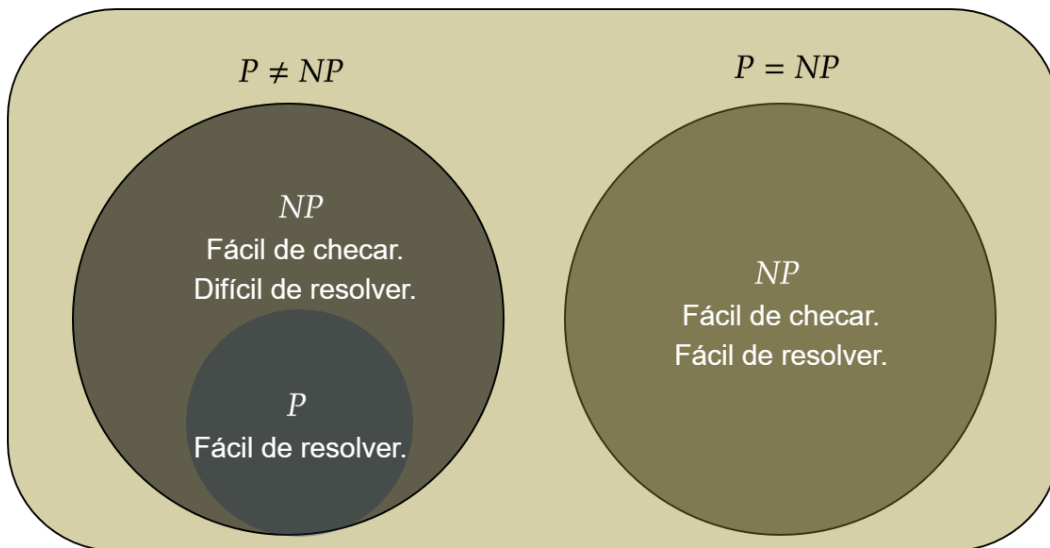 P ≠ NP
NP
Fácil de checar.
Difícil de resolver.
P
Fácil de resolver.
P = NP
NP
Fácil de checar.
Fácil de resolver.